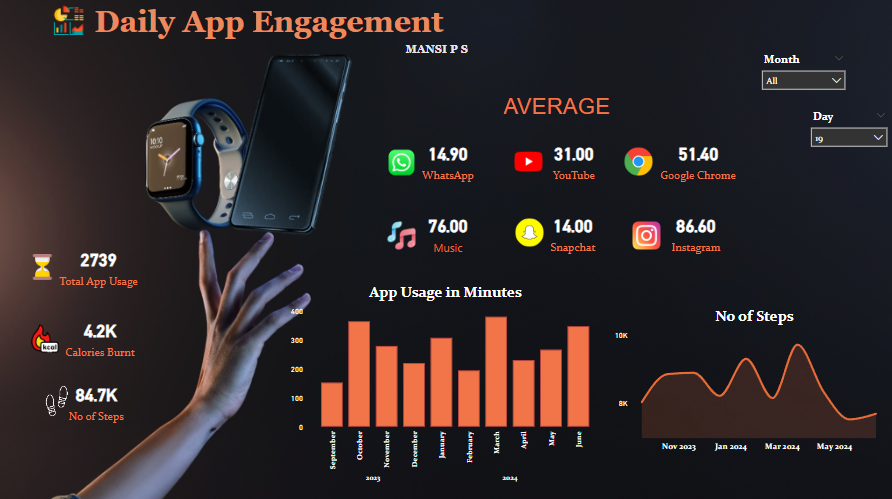 Daily App Engagement
MANSI P S
Month
All
Day
19
AVERAGE
14.90
WhatsApp
31.00
YouTube
51.40
Google Chrome
76.00
Music
14.00
Snapchat
86.60
Instagram
10:10
2739
Total App Usage
4.2K
Calories Burnt
kcal
84.7K
No of Steps
App Usage in Minutes
400
300
200
100
0
September
October
November
December
January
February
March
April
May
June
2023
2024
No of Steps
10K
8K
Nov 2023
Jan 2024
Mar 2024
May 2024